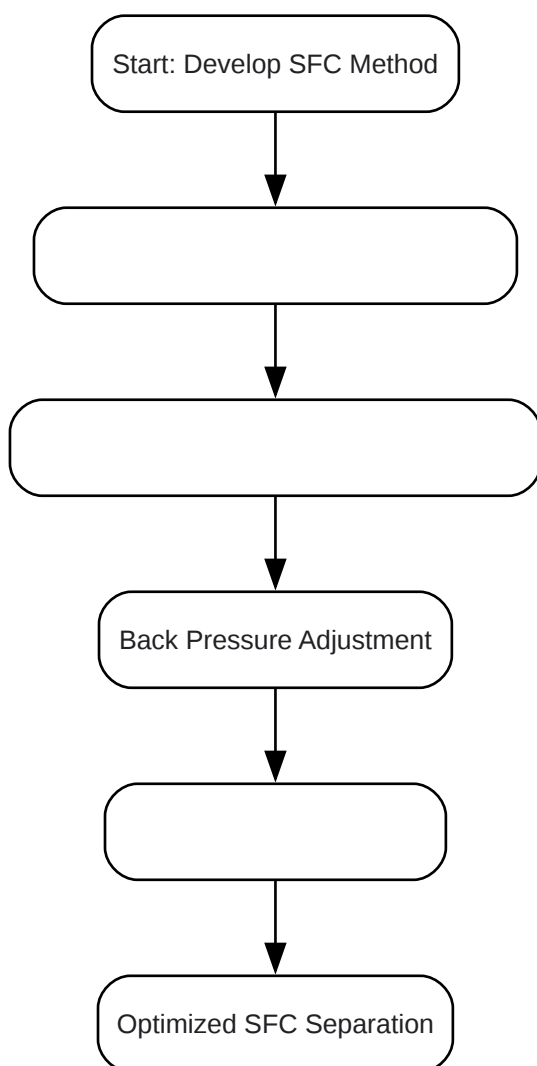 Start: Develop SFC Method
Back Pressure Adjustment
Optimized SFC Separation